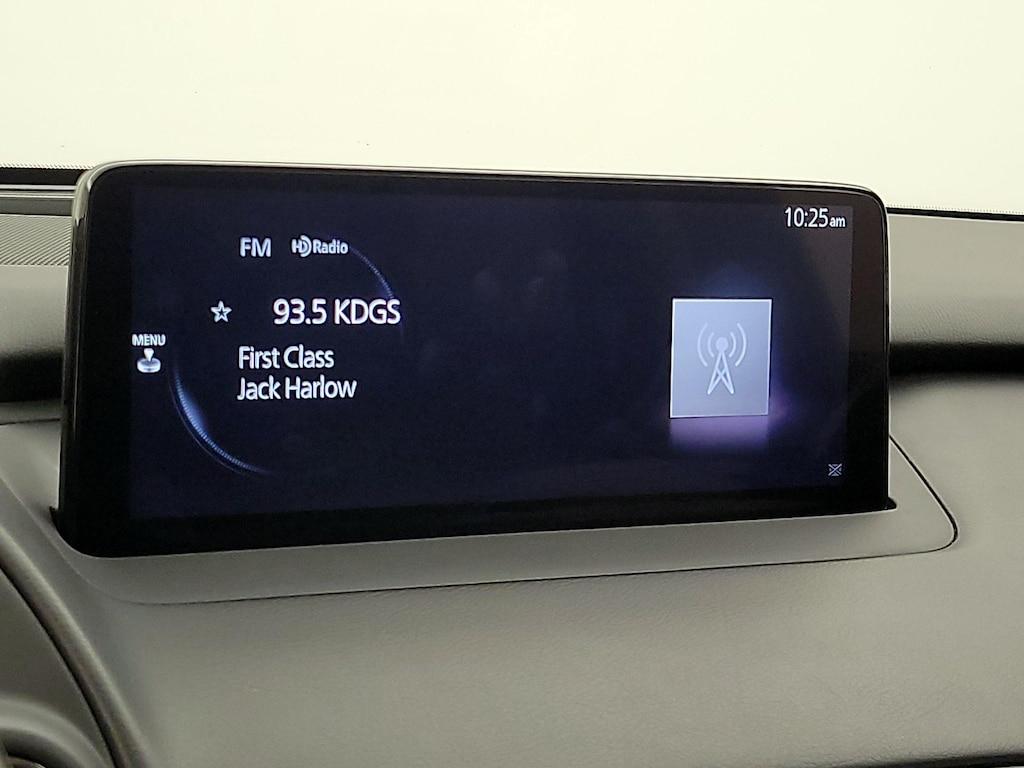 10:25am
FM HD Radio
93.5 KDGS
MENU
First Class
Jack Harlow